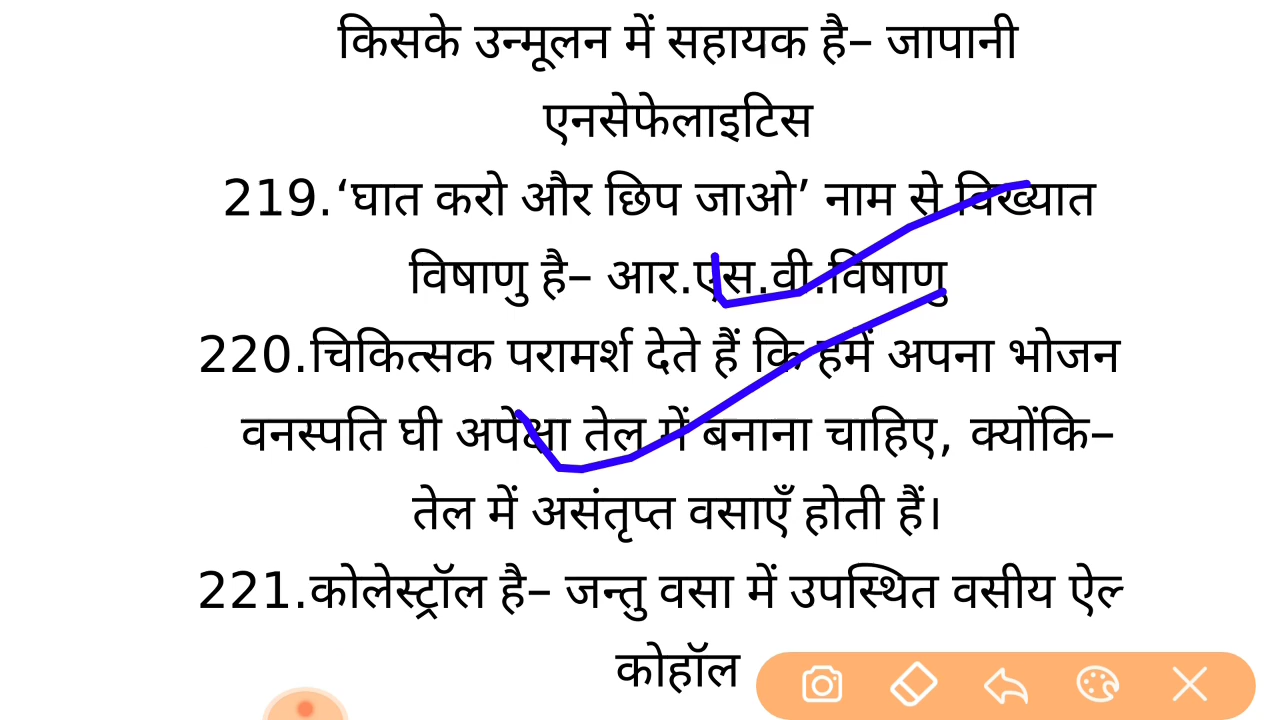 किसके उन्मूलन में सहायक है– जापानी
एनसेफेलाइटिस
219.‘घात करो और छिप जाओ’ नाम से विख्यात
विषाणु है– आर.एस.वी.विषाणु
220.चिकित्सक परामर्श देते हैं कि हमें अपना भोजन
वनस्पति घी अपेक्षा तेल में बनाना चाहिए, क्योंकि–
तेल में असंतृप्त वसाएँ होती हैं।
221.कोलेस्ट्रॉल है– जन्तु वसा में उपस्थित वसीय ऐल्
कोहॉल